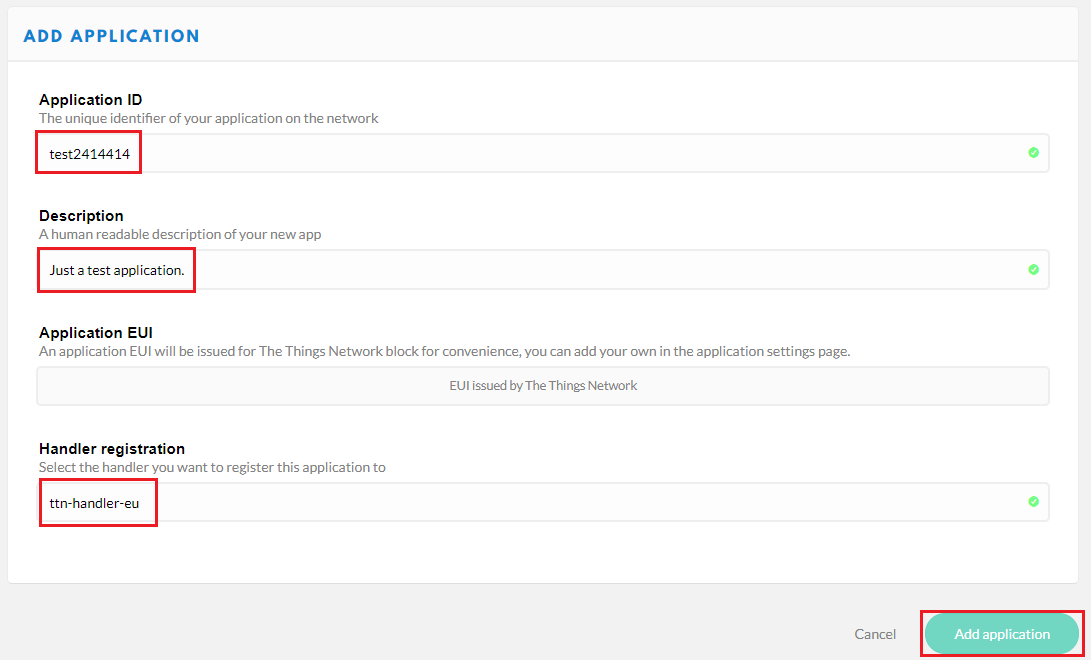 ADD APPLICATION
Application ID
The unique identifier of your application on the network
test2414414
Description
A human readable description of your new app
Just a test application.
Application EUI
An application EUI will be issued for The Things Network block for convenience, you can add your own in the application settings page.
EUI issued by The Things Network
Handler registration
Select the handler you want to register this application to
ttn-handler-eu
Cancel
Add application